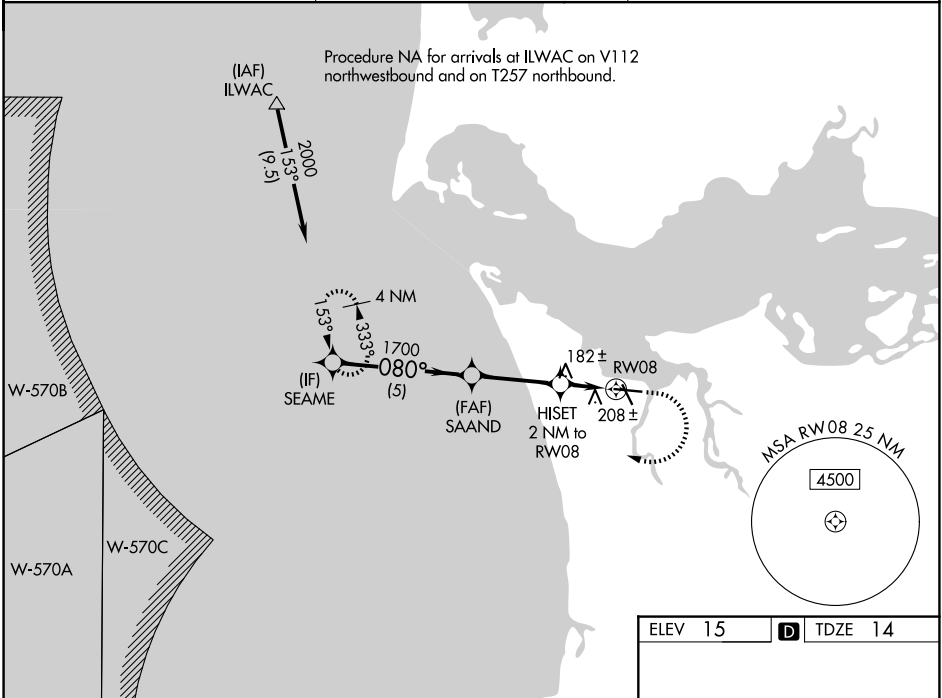 Procedure NA for arrivals at ILWAC on V112
northwestbound and on T257 northbound.
(IAF)
ILWAC
2000
153°
(9.5)
4 NM
153°
333°
1700
080°
(5)
(IF)
SEAME
(FAF)
SAAND
182 ±
RW08
HISET
2 NM to
RW08
208 ±
W-570B
W-570C
W-570A
MSA RW 08 25 NM
4500
ELEV 15
D
TDZE 14